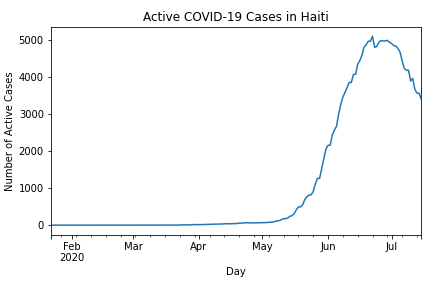 Active COVID-19 Cases in Haiti
Number of Active Cases
5000
4000
3000
2000
1000
0
Feb Mar Apr May Jun Jul
2020
Day